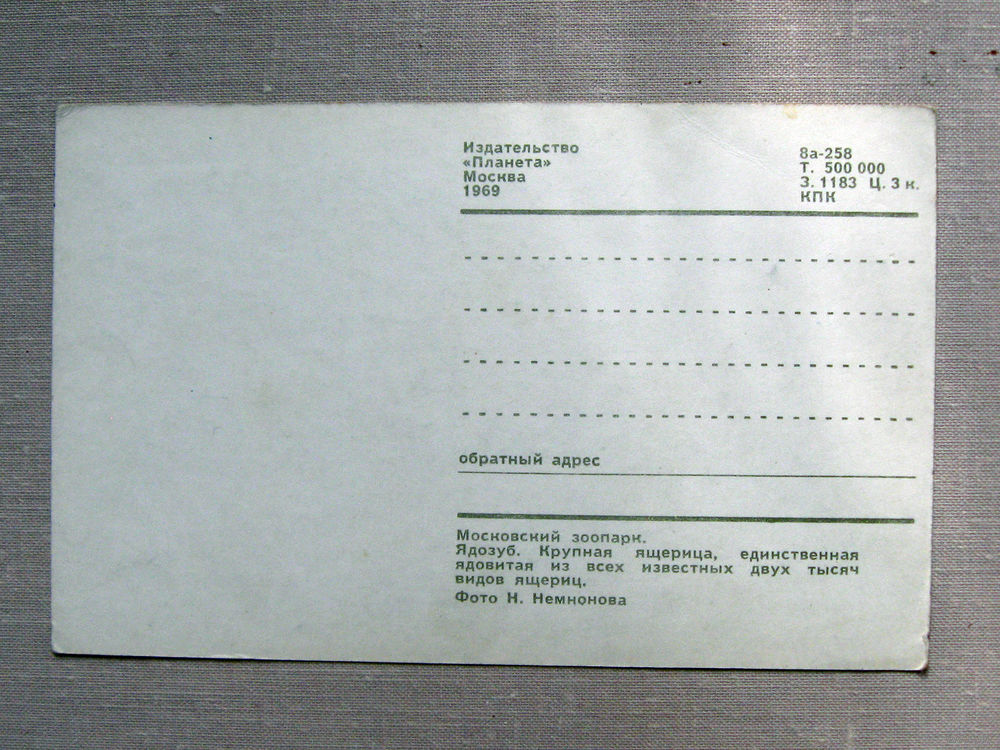 Издательство
«Планета»
Москва
1969
8а-258
Т. 500 000
З. 1183 Ц. 3 к.
КПК
обратный адрес
Московский зоопарк.
Ядозуб. Крупная ящерица, единственная
ядовитая из всех известных двух тысяч
видов ящериц.
Фото Н. Немнонова